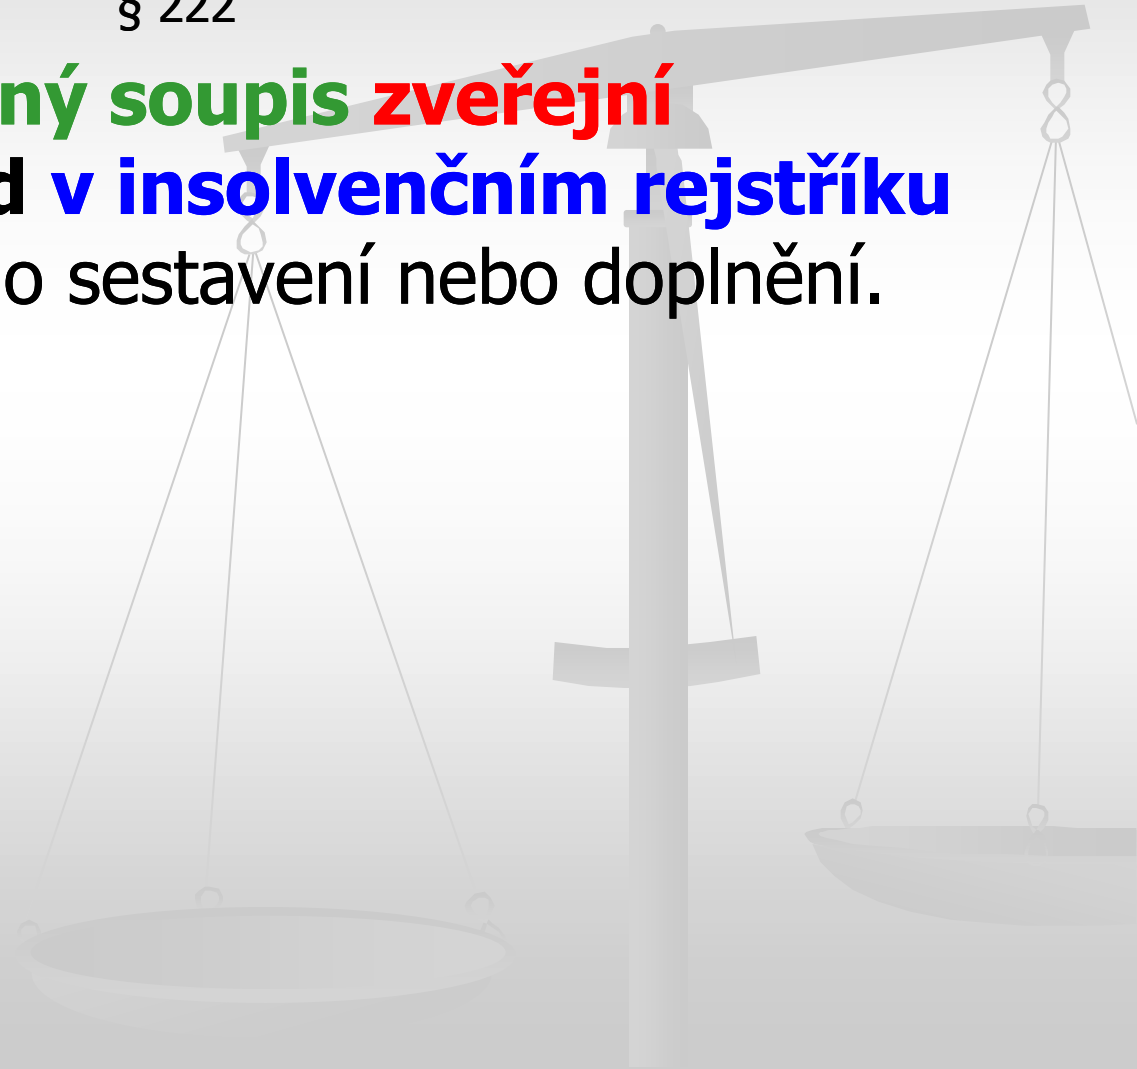 § 222
ný soupis zveřejní
d v insolvenčním rejstříku
o sestavení nebo doplnění.